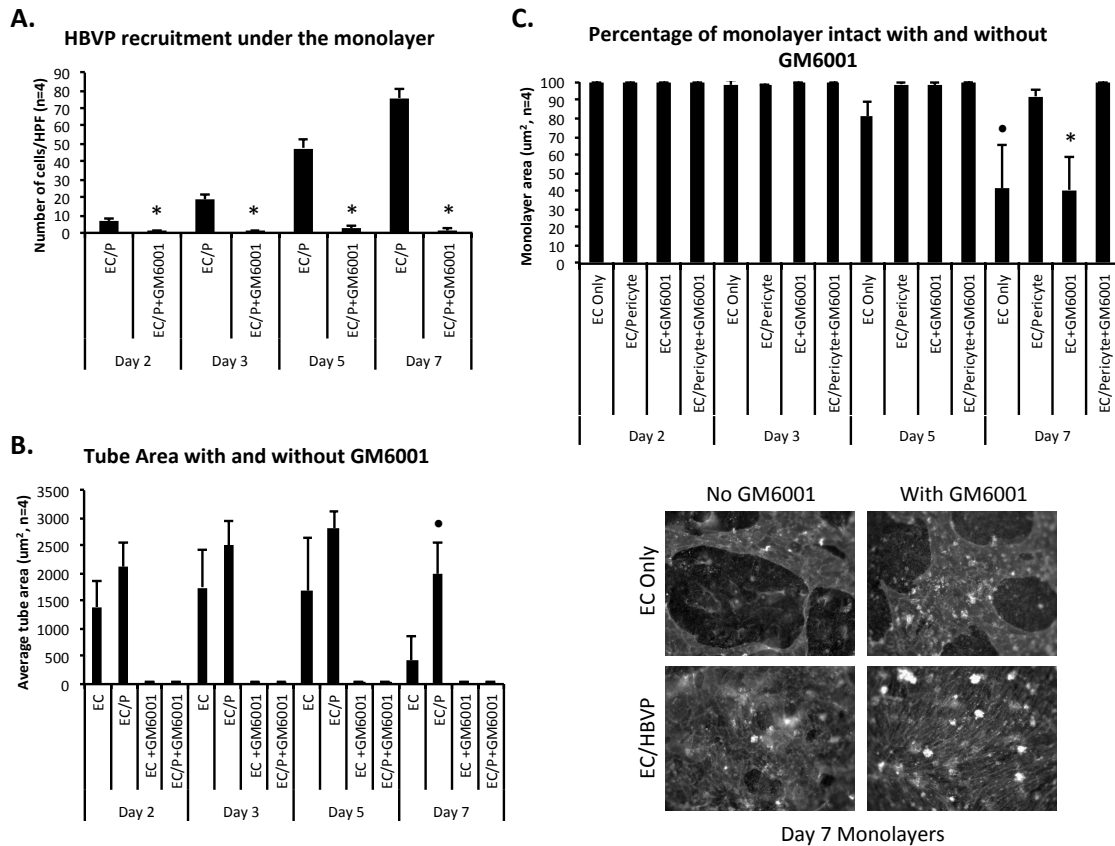 A.
HBVP recruitment under the monolayer
Number of cells/HPF (n=4)
90
80
70
60
50
40
30
20
10
0
* * * *
EC/P
EC/P+GM6001
EC/P
EC/P+GM6001
EC/P
EC/P+GM6001
EC/P
EC/P+GM6001
Day 2 Day 3 Day 5 Day 7
B.
Tube Area with and without GM6001
Average tube area (um², n=4)
3500
3000
2500
2000
1500
1000
500
0
•
EC
EC/P
EC +GM6001
EC/P+GM6001
EC
EC/P
EC +GM6001
EC/P+GM6001
EC
EC/P
EC +GM6001
EC/P+GM6001
EC
EC/P
EC +GM6001
EC/P+GM6001
Day 2 Day 3 Day 5 Day 7
C.
Percentage of monolayer intact with and without
GM6001
Monolayer area (um², n=4)
100
90
80
70
60
50
40
30
20
10
0
• *
EC Only
EC/Pericyte
EC+GM6001
EC/Pericyte+GM6001
EC Only
EC/Pericyte
EC+GM6001
EC/Pericyte+GM6001
EC Only
EC/Pericyte
EC+GM6001
EC/Pericyte+GM6001
EC Only
EC/Pericyte
EC+GM6001
EC/Pericyte+GM6001
Day 2 Day 3 Day 5 Day 7
No GM6001 With GM6001
EC Only
EC/HBVP
Day 7 Monolayers